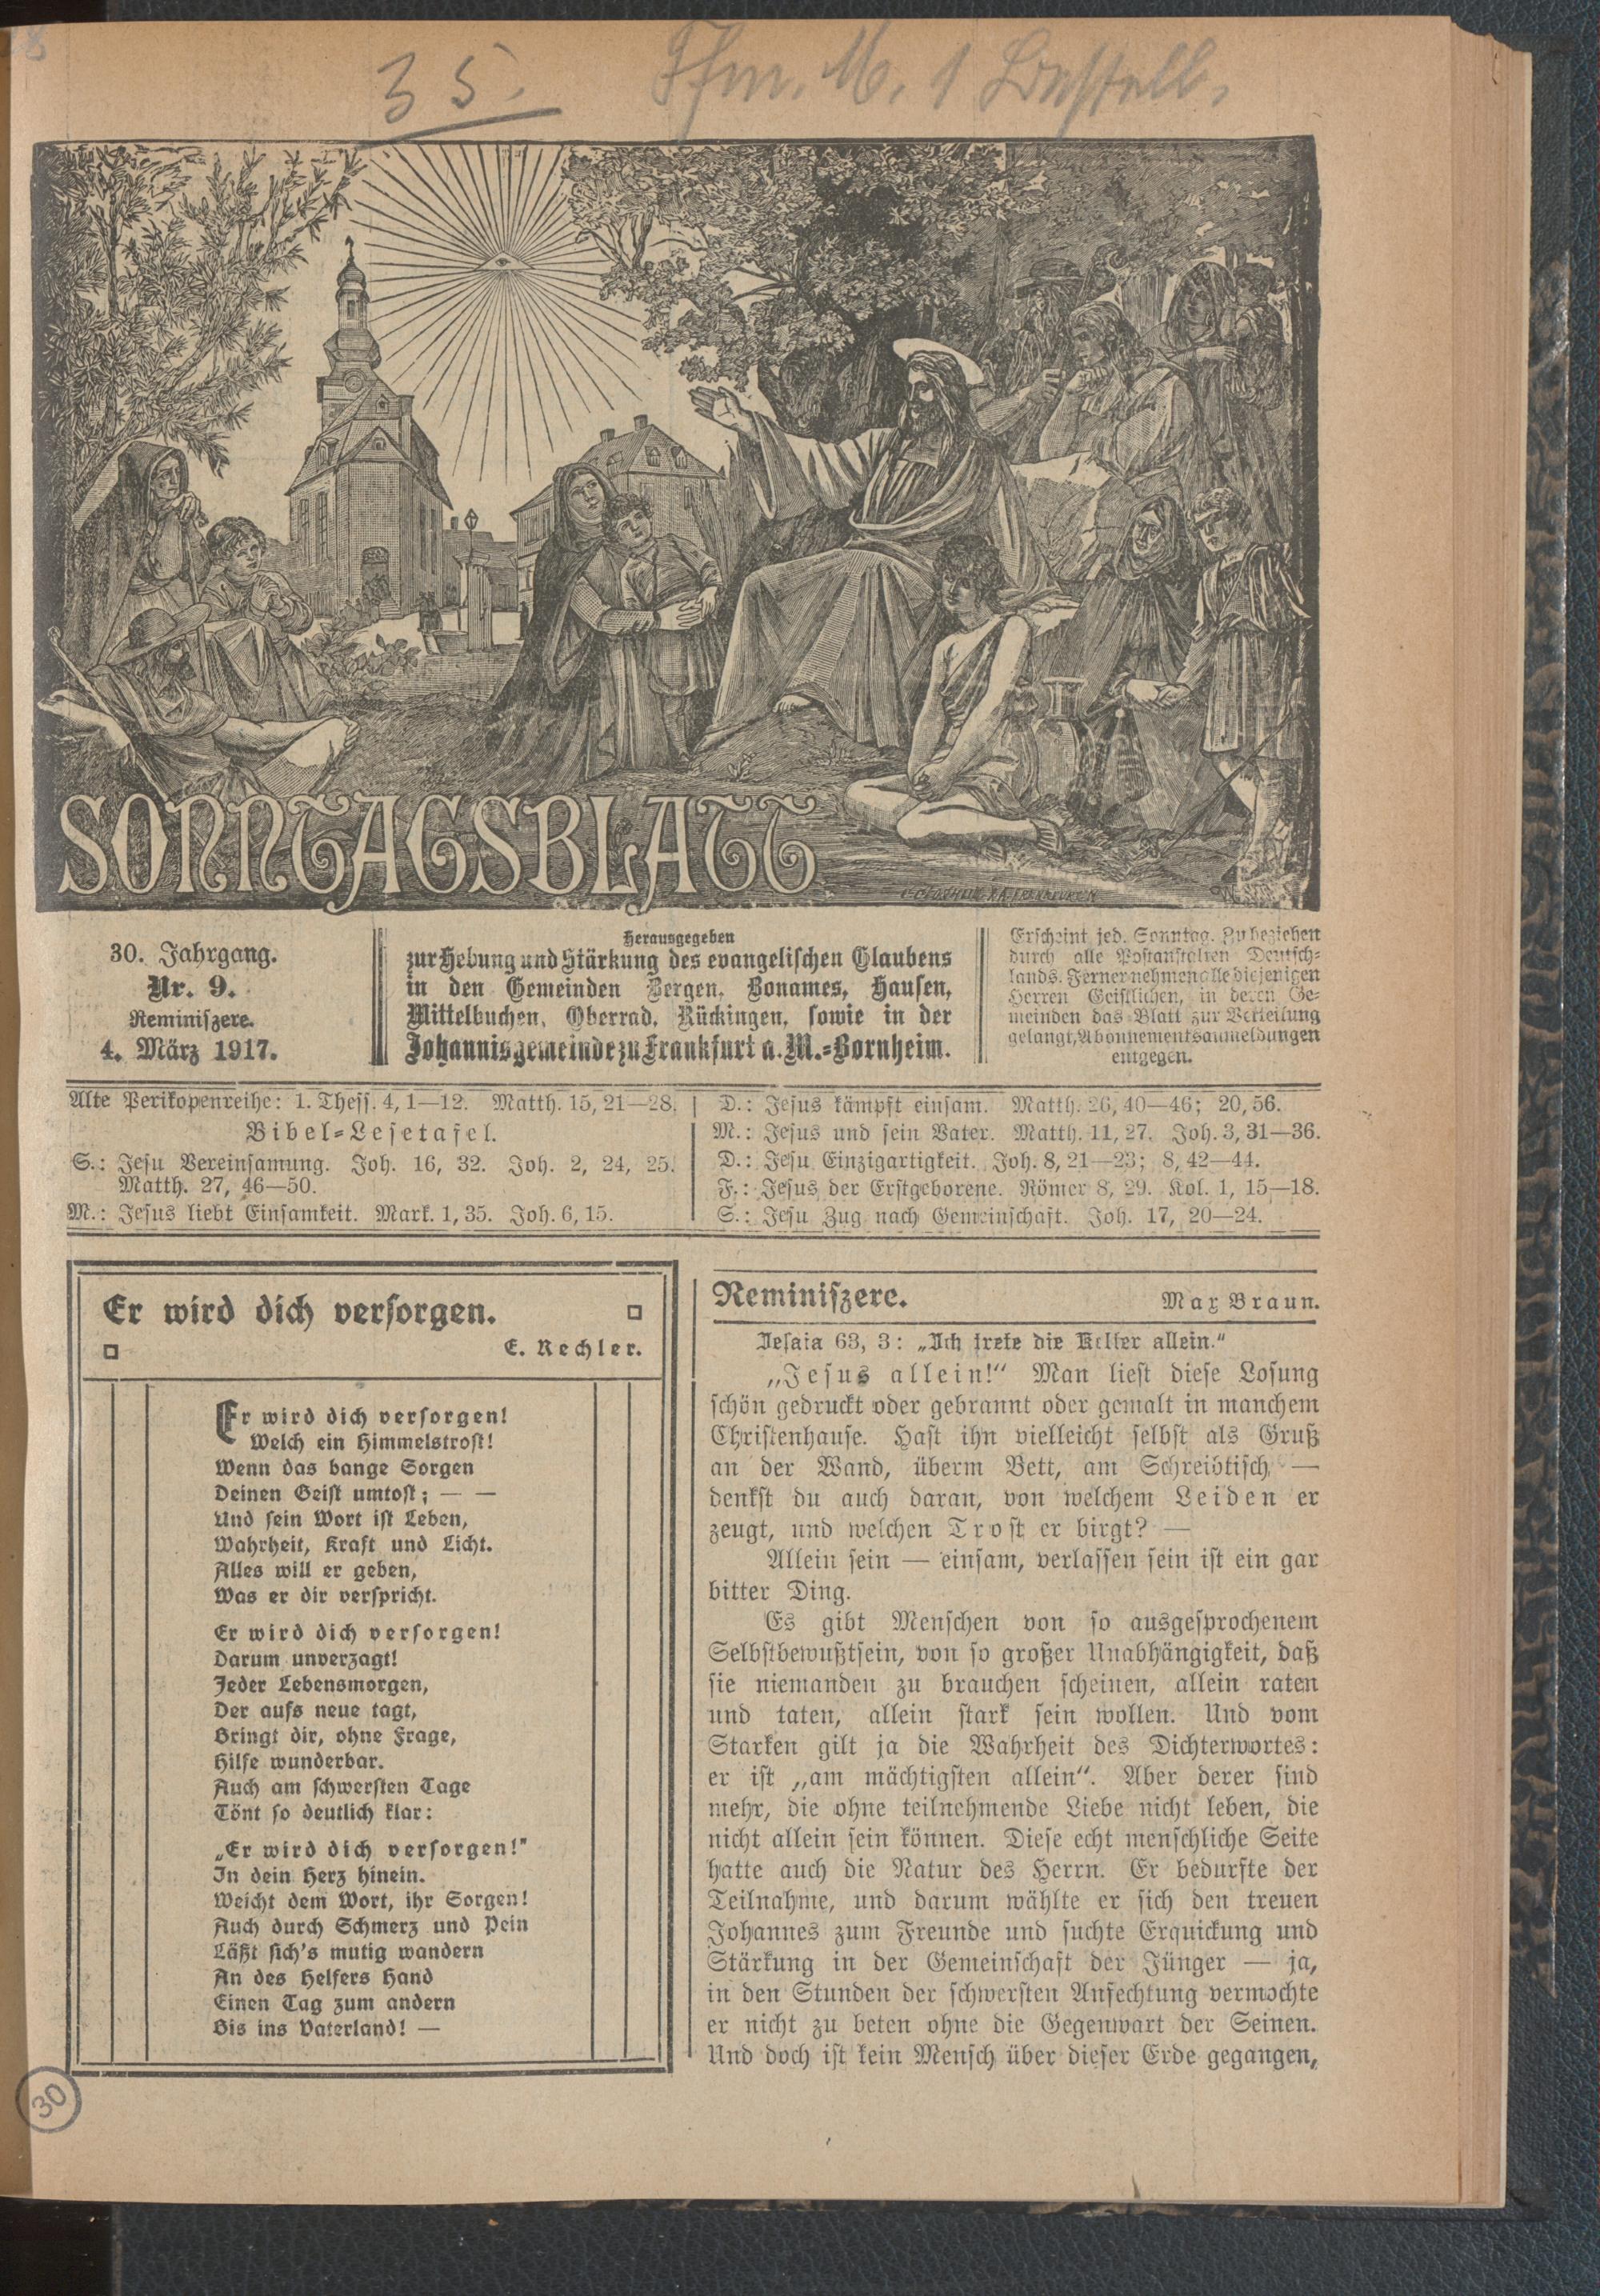 35.
SONNTAGSBLATT
30. Jahrgang.
Nr. 9.
Reminiszere.
4. März 1917.
Herausgegeben
zur Hebung und Stärkung des evangelischen Glaubens
in den Gemeinden Bergen, Bonames, Hausen,
Mittelbuchen, Oberrad, Rückingen, sowie in der
Johannisgemeinde zu Frankfurt a. M.-Bornheim.
Erscheint jed. Sonntag. Zu beziehen
durch alle Postanstalten Deutsch-
lands. Ferner nehmen alle diejenigen
Herren Geistlichen, in deren Ge-
meinden das Blatt zur Verteilung
gelangt, Abonnementsanmeldungen
entgegen.
Alte Perikopenreihe: 1. Thess. 4, 1—12. Matth. 15, 21—28.
Bibel-Lesetafel.
S.: Jesu Vereinsamung. Joh. 16, 32. Joh. 2, 24, 25.
Matth. 27, 46—50.
M.: Jesus liebt Einsamkeit. Mark. 1, 35. Joh. 6, 15.
D.: Jesus kämpft einsam. Matth. 26, 40—46; 20, 56.
M.: Jesus und sein Vater. Matth. 11, 27. Joh. 3, 31—36.
D.: Jesu Einzigartigkeit. Joh. 8, 21—23; 8, 42—44.
F.: Jesus der Erstgeborene. Römer 8, 29. Kol. 1, 15—18.
S.: Jesu Zug nach Gemeinschaft. Joh. 17, 20—24.
Er wird dich versorgen.
E. Rechler.
Er wird dich versorgen!
Welch ein Himmelstrost!
Wenn das bange Sorgen
Deinen Geist umtost; — —
Und sein Wort ist Leben,
Wahrheit, Kraft und Licht.
Alles will er geben,
Was er dir verspricht.
Er wird dich versorgen!
Darum unverzagt!
Jeder Lebensmorgen,
Der aufs neue tagt,
Bringt dir, ohne Frage,
Hilfe wunderbar.
Auch am schwersten Tage
Tönt so deutlich klar:
„Er wird dich versorgen!"
In dein Herz hinein.
Weicht dem Wort, ihr Sorgen!
Auch durch Schmerz und Pein
Läßt sich's mutig wandern
An des Helfers Hand
Einen Tag zum andern
Bis ins Vaterland! —
Reminiszere.
Max Braun.
Jesaia 63, 3: „Ich trete die Kelter allein."
„Jesus allein!" Man liest diese Losung
schön gedruckt oder gebrannt oder gemalt in manchem
Christenhause. Hast ihn vielleicht selbst als Gruß
an der Wand, überm Bett, am Schreibtisch —
denkst du auch daran, von welchem Leiden er
zeugt, und welchen Trost er birgt? —
Allein sein — einsam, verlassen sein ist ein gar
bitter Ding.
Es gibt Menschen von so ausgesprochenem
Selbstbewußtsein, von so großer Unabhängigkeit, daß
sie niemanden zu brauchen scheinen, allein raten
und taten, allein stark sein wollen. Und vom
Starken gilt ja die Wahrheit des Dichterwortes:
er ist „am mächtigsten allein". Aber derer sind
mehr, die ohne teilnehmende Liebe nicht leben, die
nicht allein sein können. Diese echt menschliche Seite
hatte auch die Natur des Herrn. Er bedurfte der
Teilnahme, und darum wählte er sich den treuen
Johannes zum Freunde und suchte Erquickung und
Stärkung in der Gemeinschaft der Jünger — ja,
in den Stunden der schwersten Anfechtung vermochte
er nicht zu beten ohne die Gegenwart der Seinen.
Und doch ist kein Mensch über dieser Erde gegangen,
30